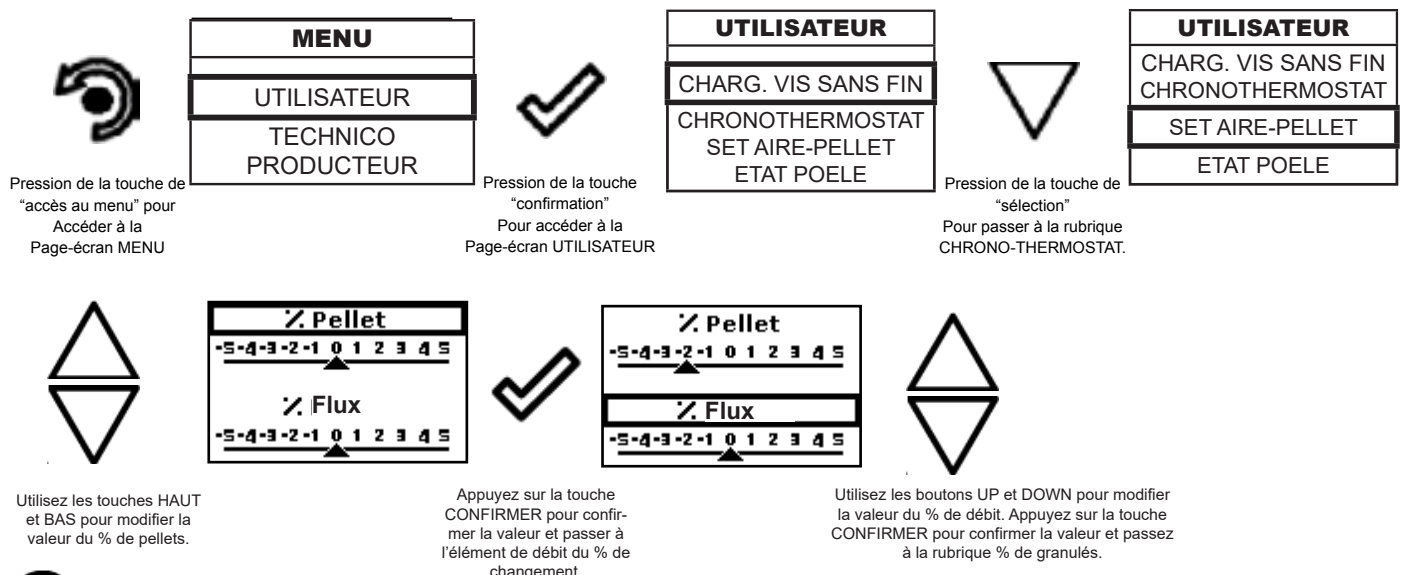 MENU
UTILISATEUR
TECHNICO
PRODUCTEUR
Pression de la touche de
“accès au menu” pour
Accéder à la
Page-écran MENU
UTILISATEUR
CHARG. VIS SANS FIN
CHRONOTHERMOSTAT
SET AIRE-PELLET
ETAT POELE
Pression de la touche
“confirmation”
Pour accéder à la
Page-écran UTILISATEUR
UTILISATEUR
CHARG. VIS SANS FIN
CHRONOTHERMOSTAT
SET AIRE-PELLET
ETAT POELE
Pression de la touche de
“sélection”
Pour passer à la rubrique
CHRONO-THERMOSTAT.
% Pellet
-5-4-3-2-1 0 1 2 3 4 5
% Flux
-5-4-3-2-1 0 1 2 3 4 5
% Pellet
-5-4-3-2-1 0 1 2 3 4 5
% Flux
-5-4-3-2-1 0 1 2 3 4 5
Utilisez les touches HAUT
et BAS pour modifier la
valeur du % de pellets.
Appuyez sur la touche
CONFIRMER pour confir-
mer la valeur et passer à
l’élément de débit du % de
changement
Utilisez les boutons UP et DOWN pour modifier
la valeur du % de débit. Appuyez sur la touche
CONFIRMER pour confirmer la valeur et passez
à la rubrique % de granulés.